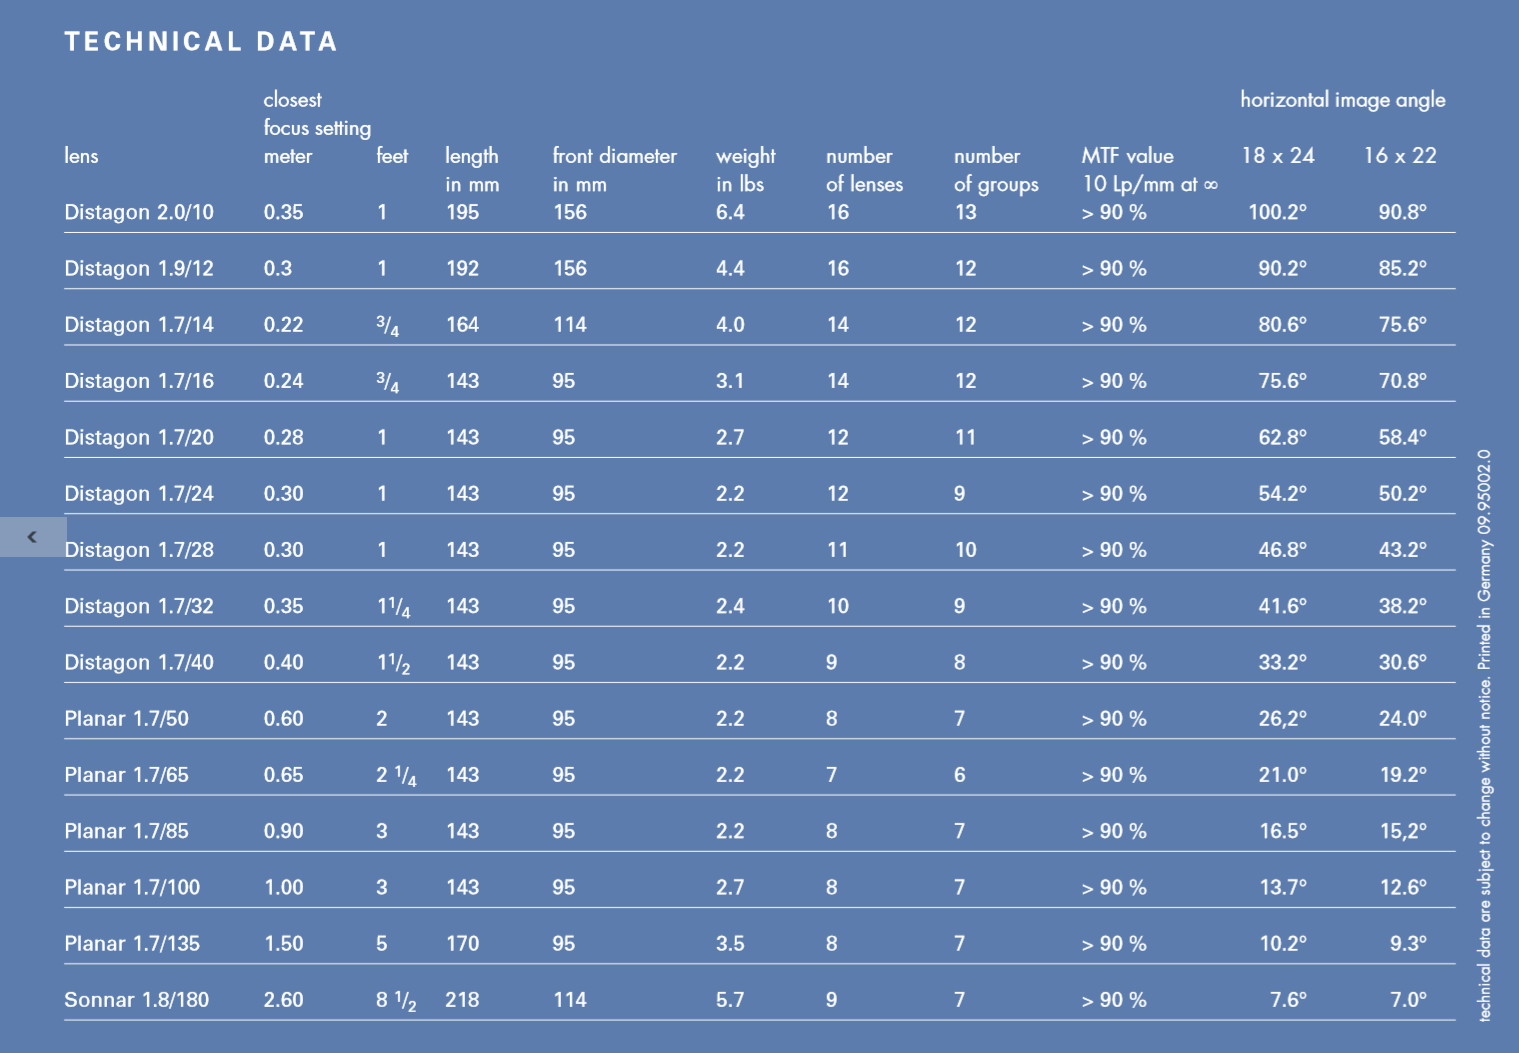 TECHNICAL DATA
closest horizontal image angle
focus setting
lens meter feet length front diameter weight number number MTF value 18 x 24 16 x 22
in mm in mm in lbs of lenses of groups 10 Lp/mm at ∞
Distagon 2.0/10 0.35 1 195 156 6.4 16 13 > 90 % 100.2° 90.8°
Distagon 1.9/12 0.3 1 192 156 4.4 16 12 > 90 % 90.2° 85.2°
Distagon 1.7/14 0.22 3/4 164 114 4.0 14 12 > 90 % 80.6° 75.6°
Distagon 1.7/16 0.24 3/4 143 95 3.1 14 12 > 90 % 75.6° 70.8°
Distagon 1.7/20 0.28 1 143 95 2.7 12 11 > 90 % 62.8° 58.4°
Distagon 1.7/24 0.30 1 143 95 2.2 12 9 > 90 % 54.2° 50.2°
Distagon 1.7/28 0.30 1 143 95 2.2 11 10 > 90 % 46.8° 43.2°
Distagon 1.7/32 0.35 1 1/4 143 95 2.4 10 9 > 90 % 41.6° 38.2°
Distagon 1.7/40 0.40 1 1/2 143 95 2.2 9 8 > 90 % 33.2° 30.6°
Planar 1.7/50 0.60 2 143 95 2.2 8 7 > 90 % 26,2° 24.0°
Planar 1.7/65 0.65 2 1/4 143 95 2.2 7 6 > 90 % 21.0° 19.2°
Planar 1.7/85 0.90 3 143 95 2.2 8 7 > 90 % 16.5° 15,2°
Planar 1.7/100 1.00 3 143 95 2.7 8 7 > 90 % 13.7° 12.6°
Planar 1.7/135 1.50 5 170 95 3.5 8 7 > 90 % 10.2° 9.3°
Sonnar 1.8/180 2.60 8 1/2 218 114 5.7 9 7 > 90 % 7.6° 7.0°
technical data are subject to change without notice. Printed in Germany 09.95002.0